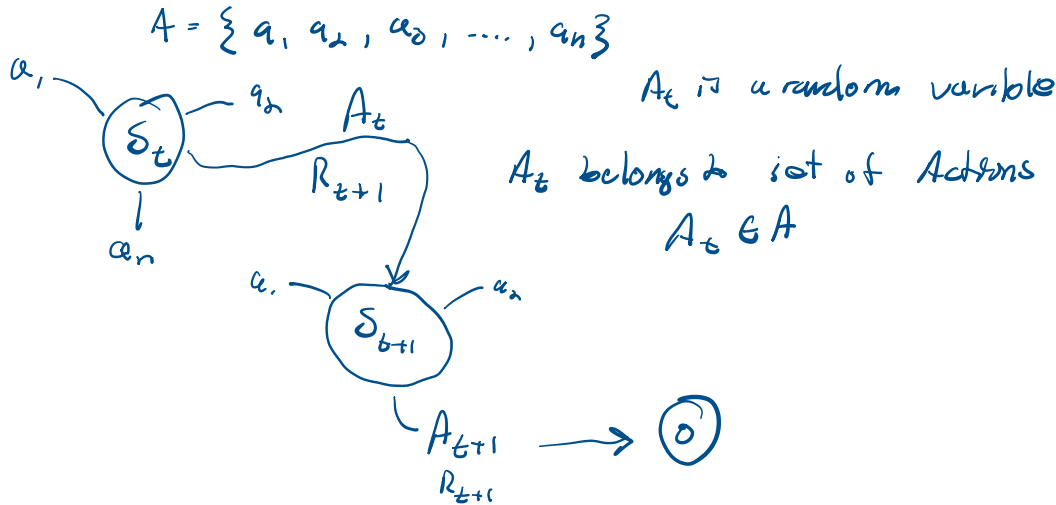 A = { a₁ a₂ , a₃ , .... , aₙ}
a₁
a₂
Aₜ
Sₜ
Rₜ₊₁
aₙ
Aₜ is a random varible
Aₜ belongs to set of Actions
Aₜ ∈ A
a₁
a₂
Sₜ₊₁
Aₜ₊₁
Rₜ₊₁
0